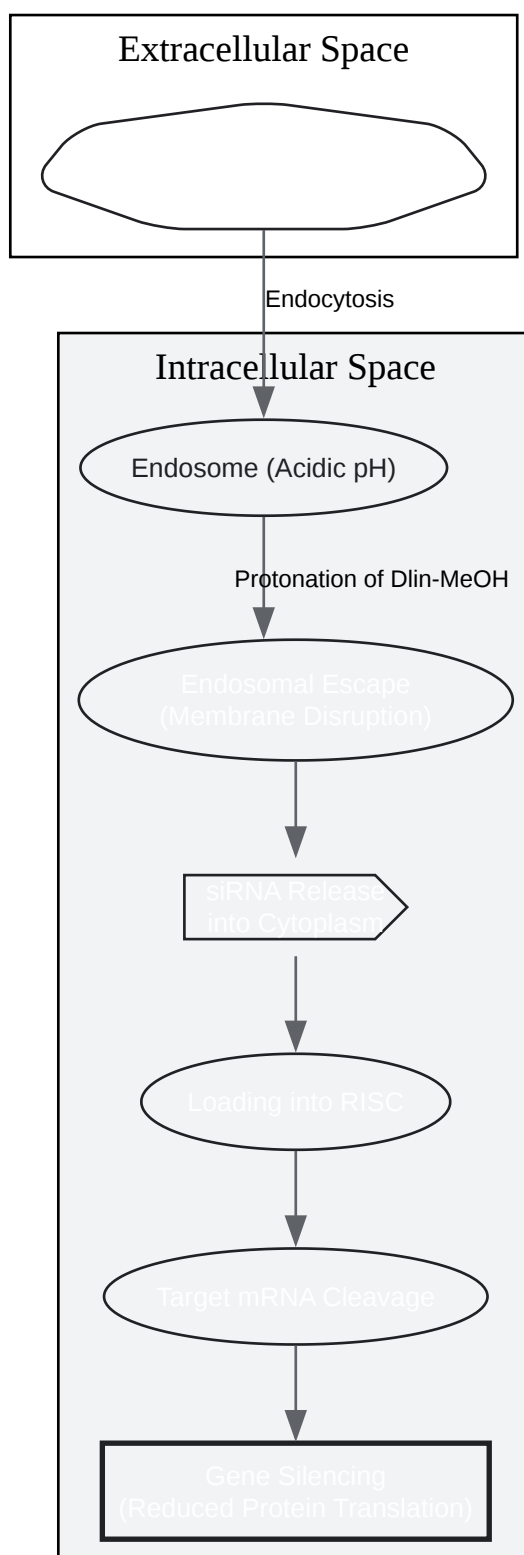 Extracellular Space
Endocytosis
Intracellular Space
Endosome (Acidic pH)
Protonation of Dlin-MeOH
Endosomal Escape
(Membrane Disruption)
siRNA Release
into Cytoplasm
Loading into RISC
Target mRNA Cleavage
Gene Silencing
(Reduced Protein Translation)